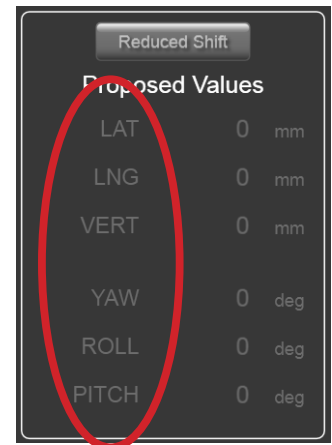 Reduced Shift
Proposed Values
LAT 0 mm
LNG 0 mm
VERT 0 mm
YAW 0 deg
ROLL 0 deg
PITCH 0 deg